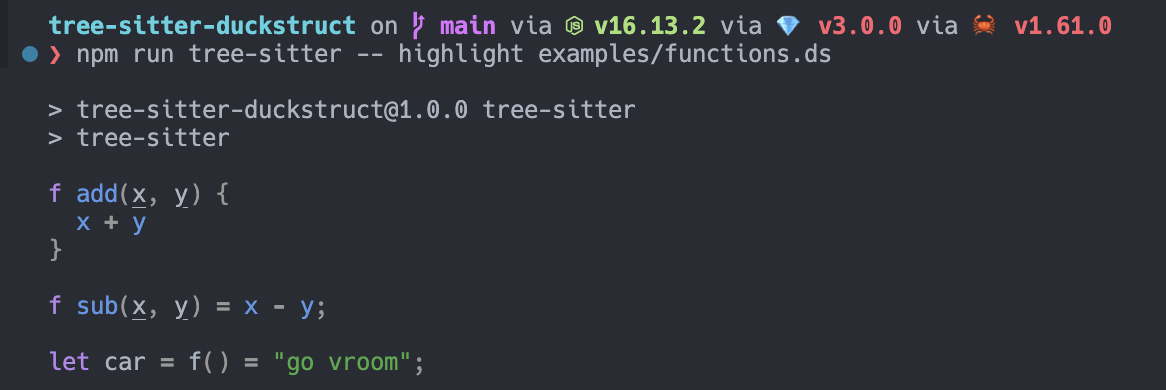 tree-sitter-duckstruct on main via v16.13.2 via 💎 v3.0.0 via 🦀 v1.61.0
❯ npm run tree-sitter -- highlight examples/functions.ds
> tree-sitter-duckstruct@1.0.0 tree-sitter
> tree-sitter
f add(x, y) {
  x + y
}
f sub(x, y) = x - y;
let car = f() = "go vroom";